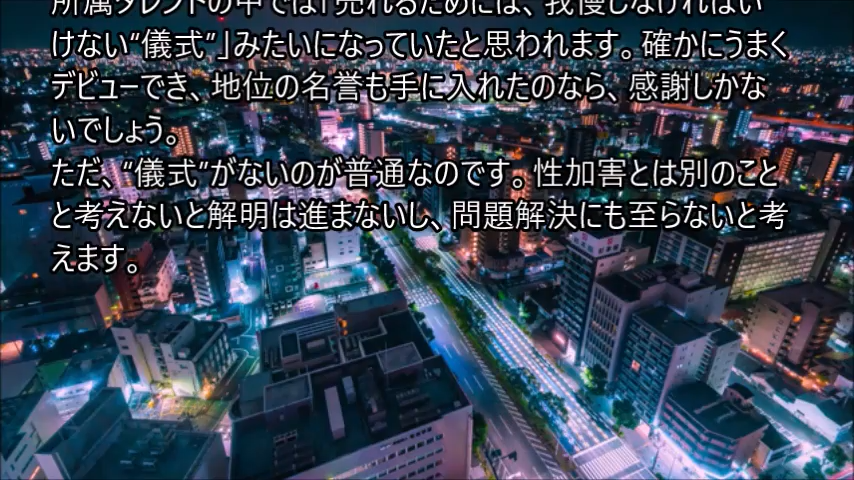 所属タレントの中では「売れるためには、我慢しなければい
けない“儀式”」みたいになっていたと思われます。確かにうまく
デビューでき、地位の名誉も手に入れたのなら、感謝しかな
いでしょう。
ただ、“儀式”がないのが普通なのです。性加害とは別のこと
と考えないと解明は進まないし、問題解決にも至らないと考
えます。